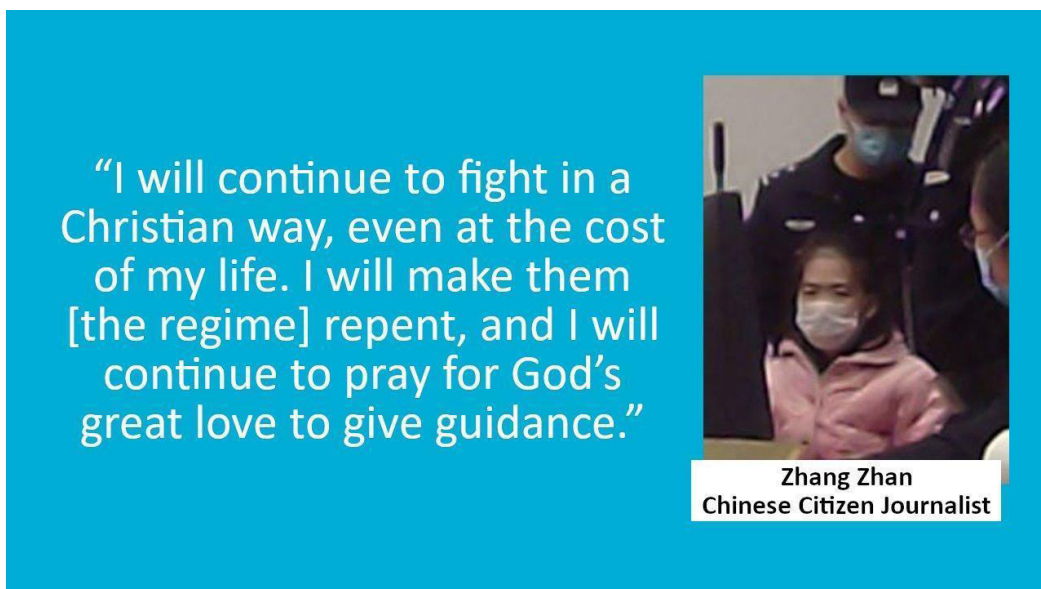 “I will continue to fight in a
Christian way, even at the cost
of my life. I will make them
[the regime] repent, and I will
continue to pray for God’s
great love to give guidance.”
Zhang Zhan
Chinese Citizen Journalist